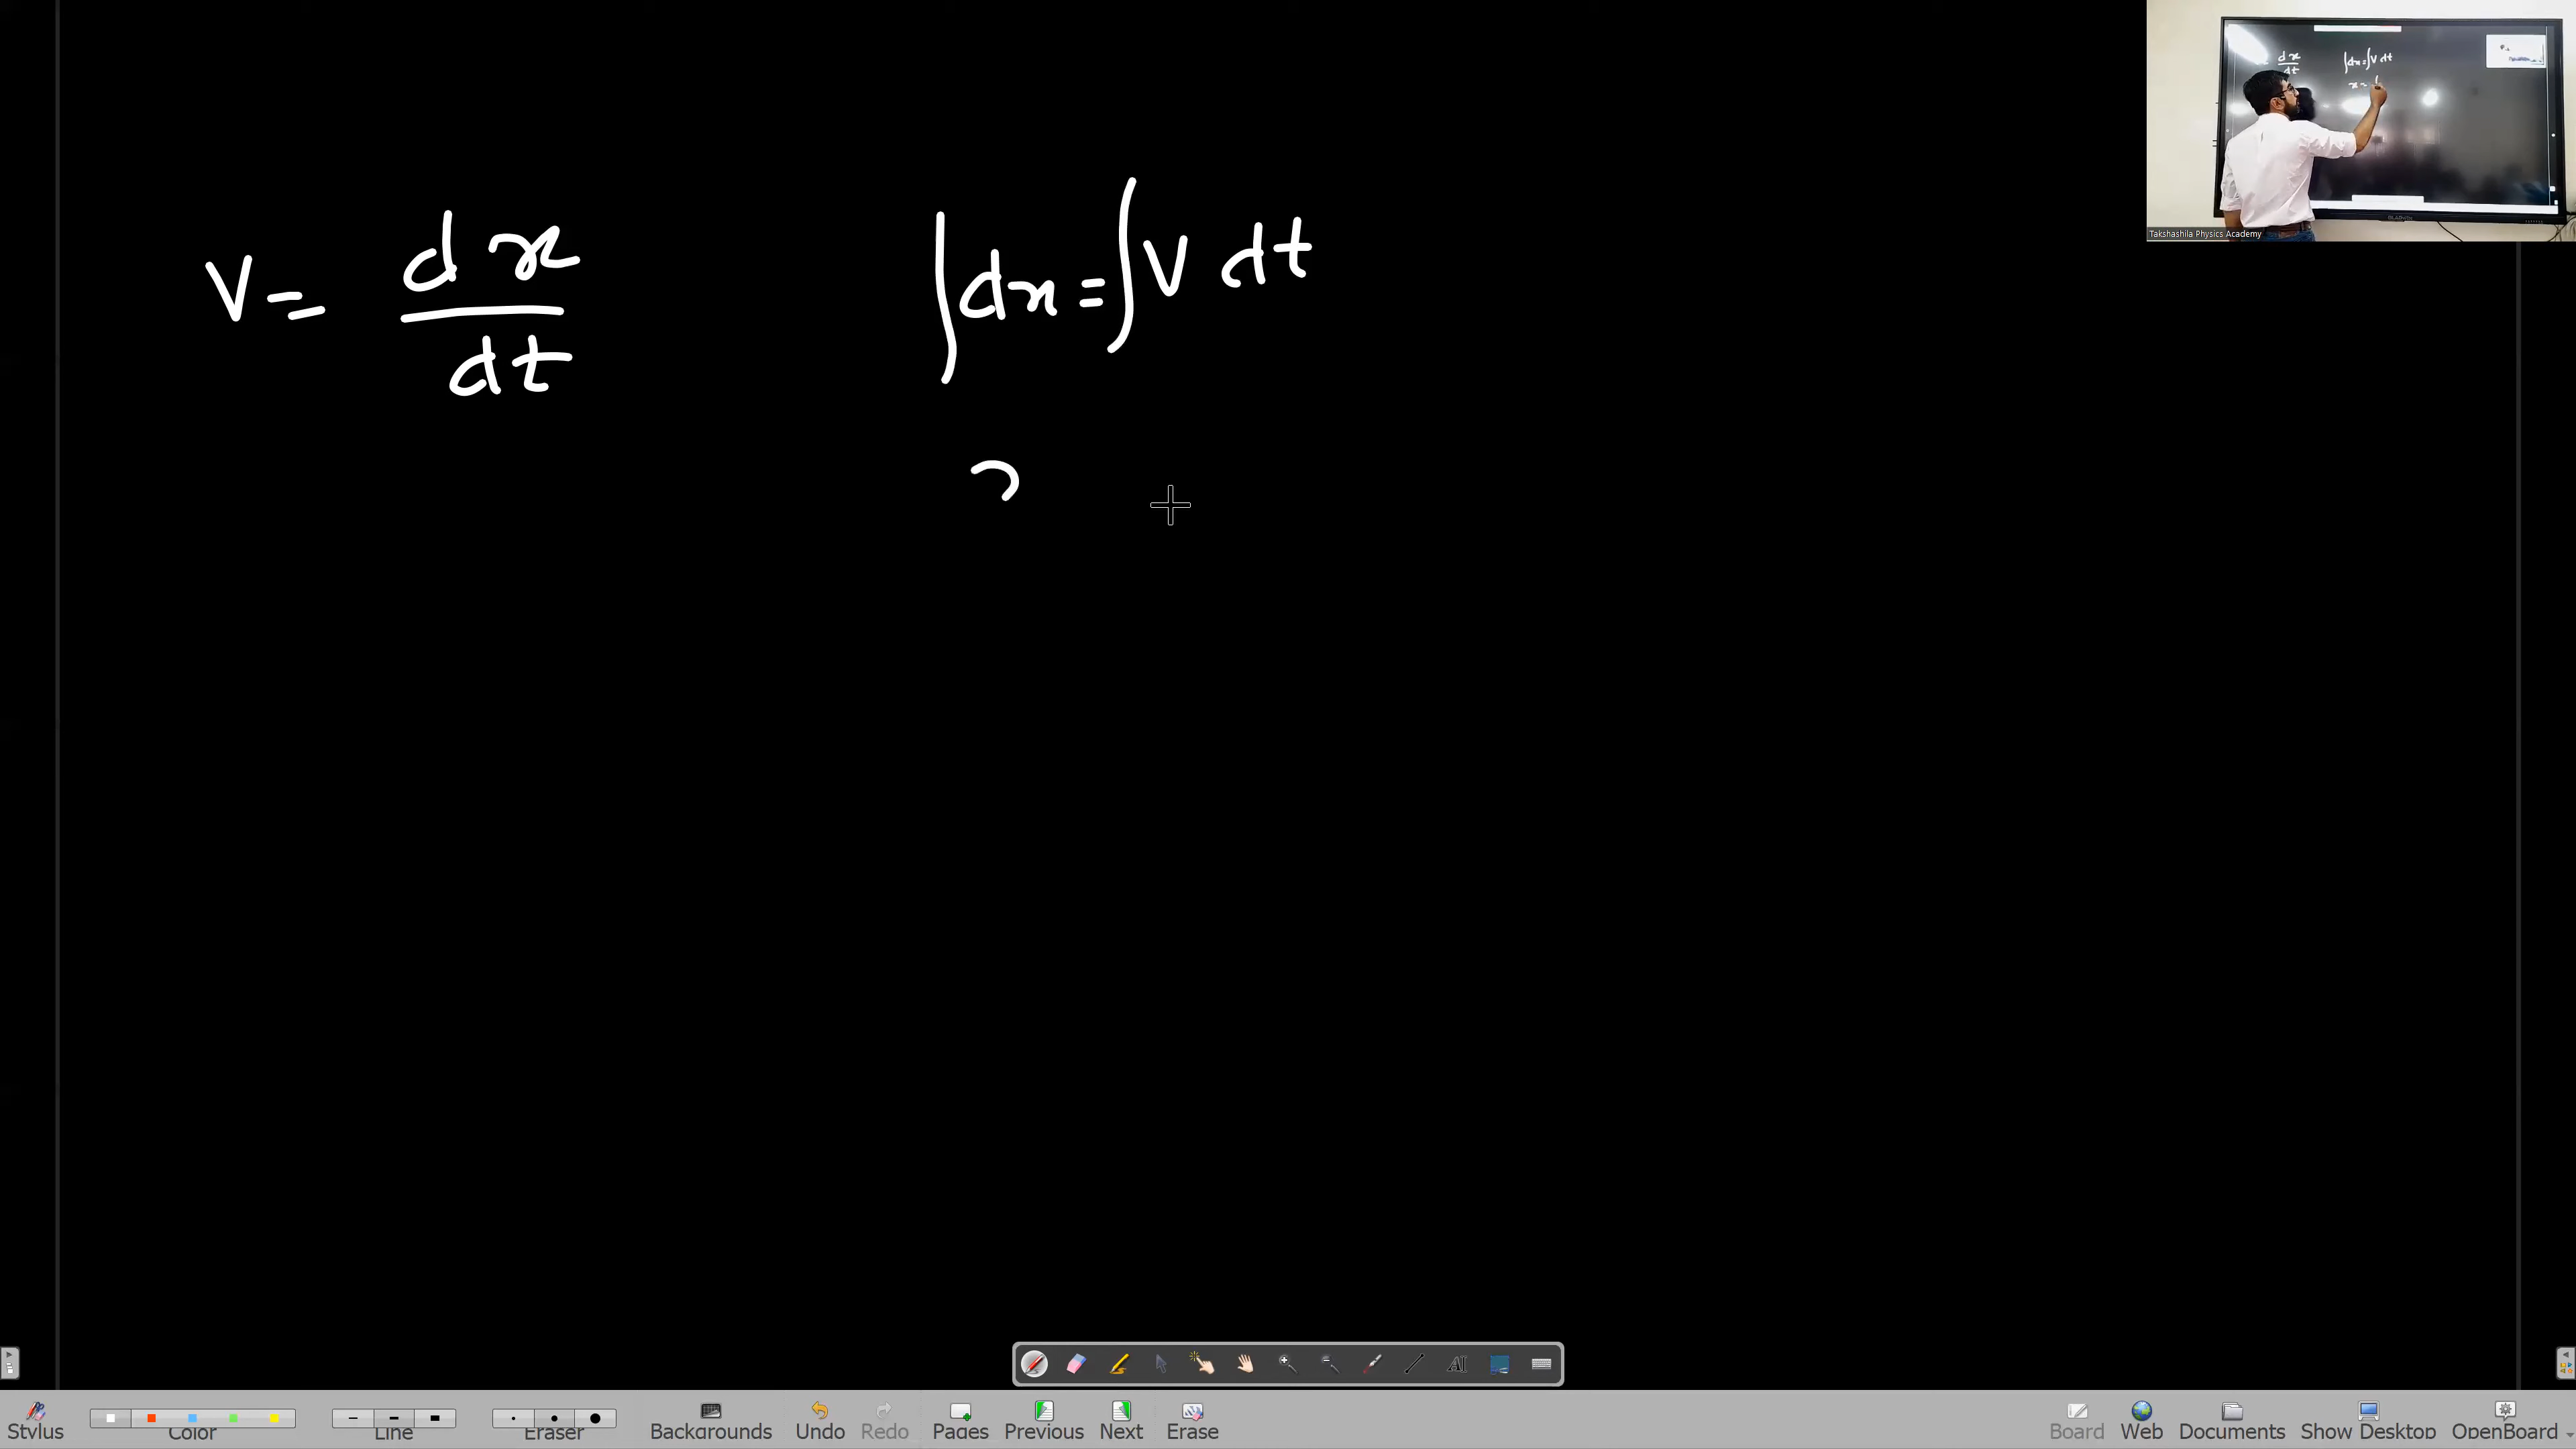 V = dx/dt
∫dx = ∫V dt
Takshashila Physics Academy
Stylus Color Line Eraser Backgrounds Undo Redo Pages Previous Next Erase Board Web Documents Show Desktop OpenBoard